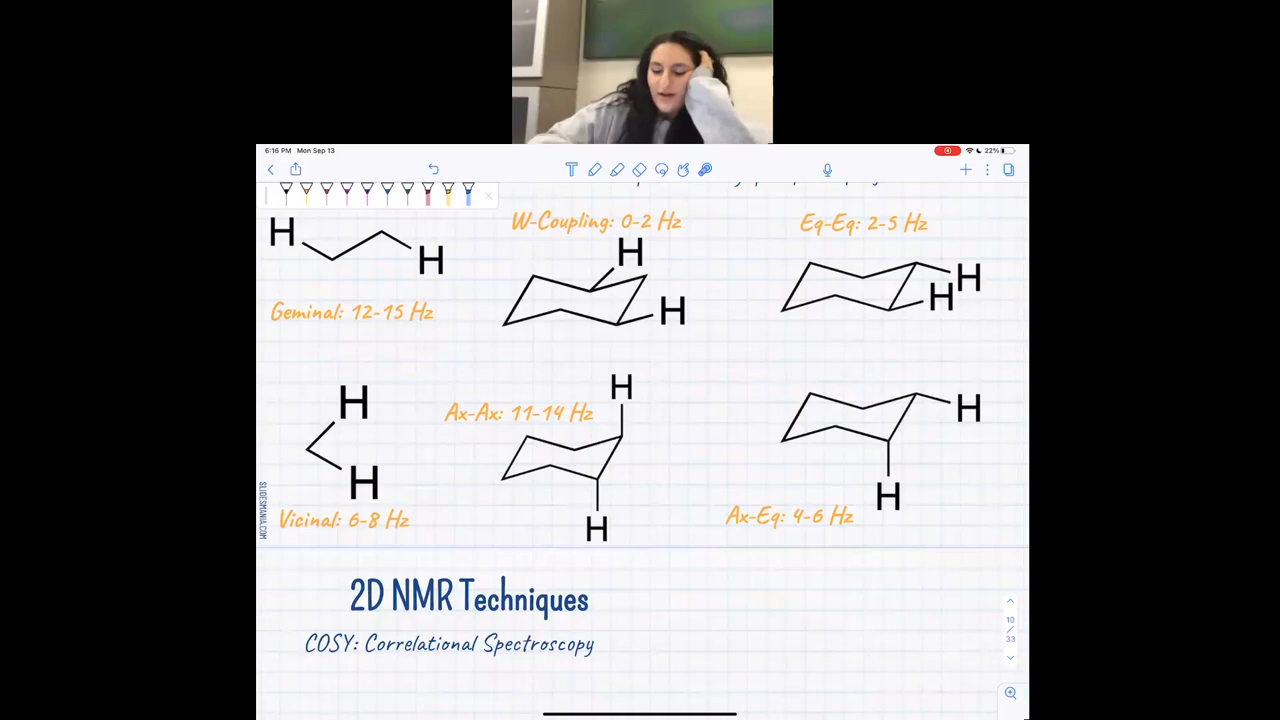 6:16 PM Mon Sep 13
22%
T
W-Coupling: 0-2 Hz
Eq-Eq: 2-5 Hz
H
H
H
H
H
H
Geminal: 12-15 Hz
H
H
H
H
H
H
Ax-Ax: 11-14 Hz
Vicinal: 6-8 Hz
Ax-Eq: 4-6 Hz
SLIDESMANIA.COM
2D NMR Techniques
COSY: Correlational Spectroscopy
10
/
33